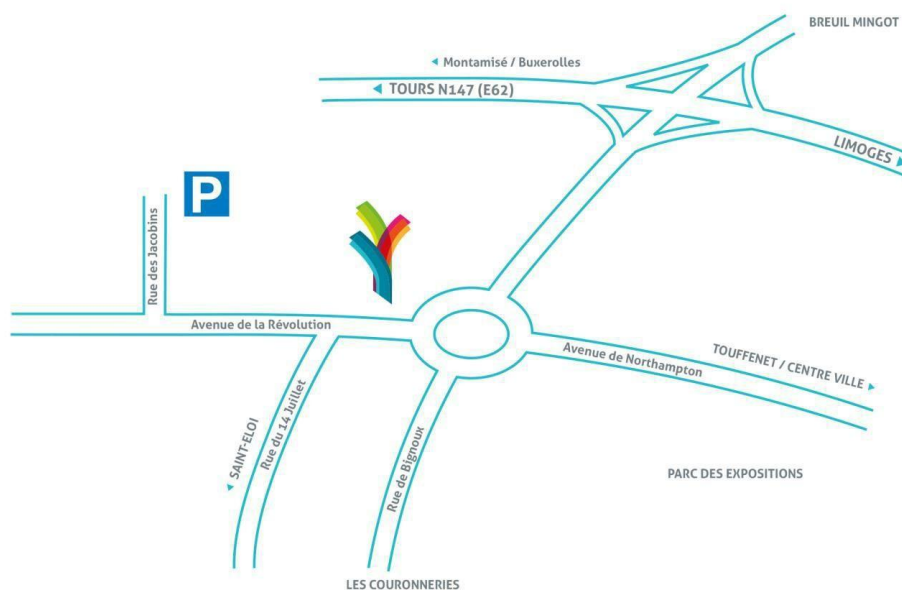 BREUIL MINGOT
Montamisé / Buxerolles
TOURS N147 (E62)
LIMOGES
P
Rue des Jacobins
Avenue de la Révolution
Avenue de Northampton
TOUFFENET / CENTRE VILLE
SAINT-ELOI
Rue du 14 Juillet
Rue de Bignoux
PARC DES EXPOSITIONS
LES COURONNERIES